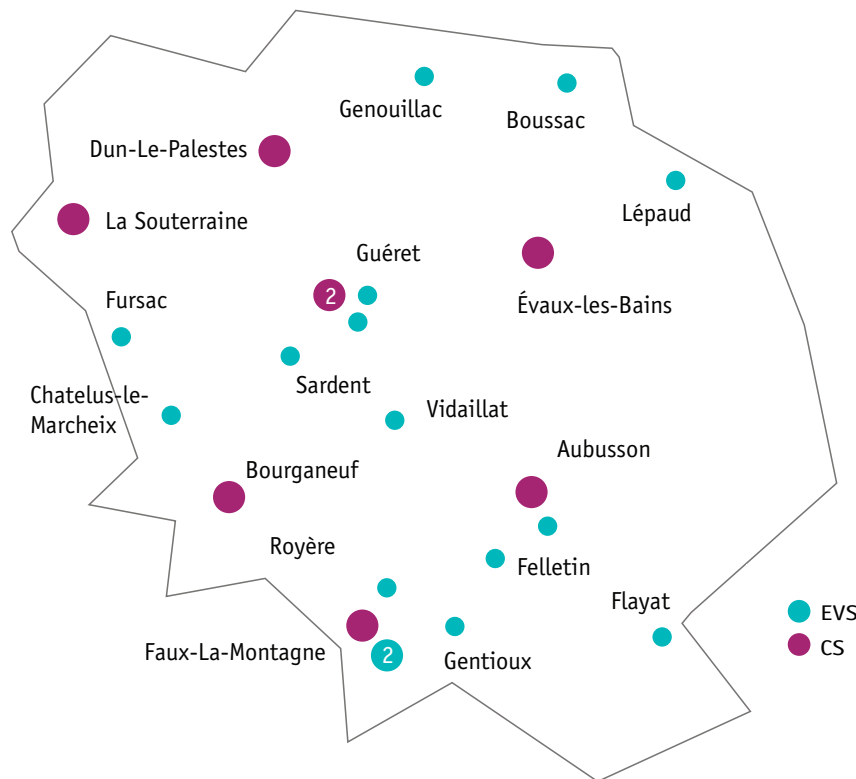 Genouillac
Boussac
Dun-Le-Palestes
Lépaud
La Souterraine
Guéret
2
Évaux-les-Bains
Fursac
Sardent
Chatelus-le-
Marcheix
Vidaillat
Aubusson
Bourganeuf
Royère
Felletin
Flayat
EVS
Faux-La-Montagne
2
Gentioux
CS